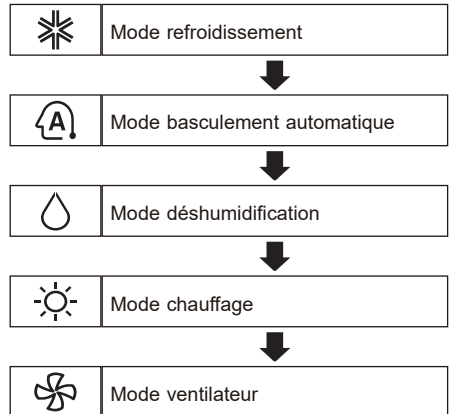 Mode refroidissement
A
Mode basculement automatique
Mode déshumidification
Mode chauffage
Mode ventilateur